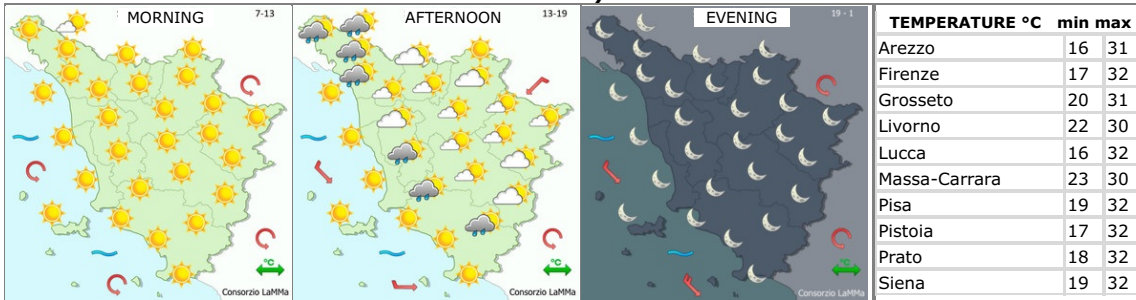 MORNING
7-13
°C
Consorzio LaMMa
AFTERNOON
13-19
°C
Consorzio LaMMa
EVENING
19 - 1
°C
Consorzio LaMMa
TEMPERATURE °C min max
Arezzo 16 31
Firenze 17 32
Grosseto 20 31
Livorno 22 30
Lucca 16 32
Massa-Carrara 23 30
Pisa 19 32
Pistoia 17 32
Prato 18 32
Siena 19 32